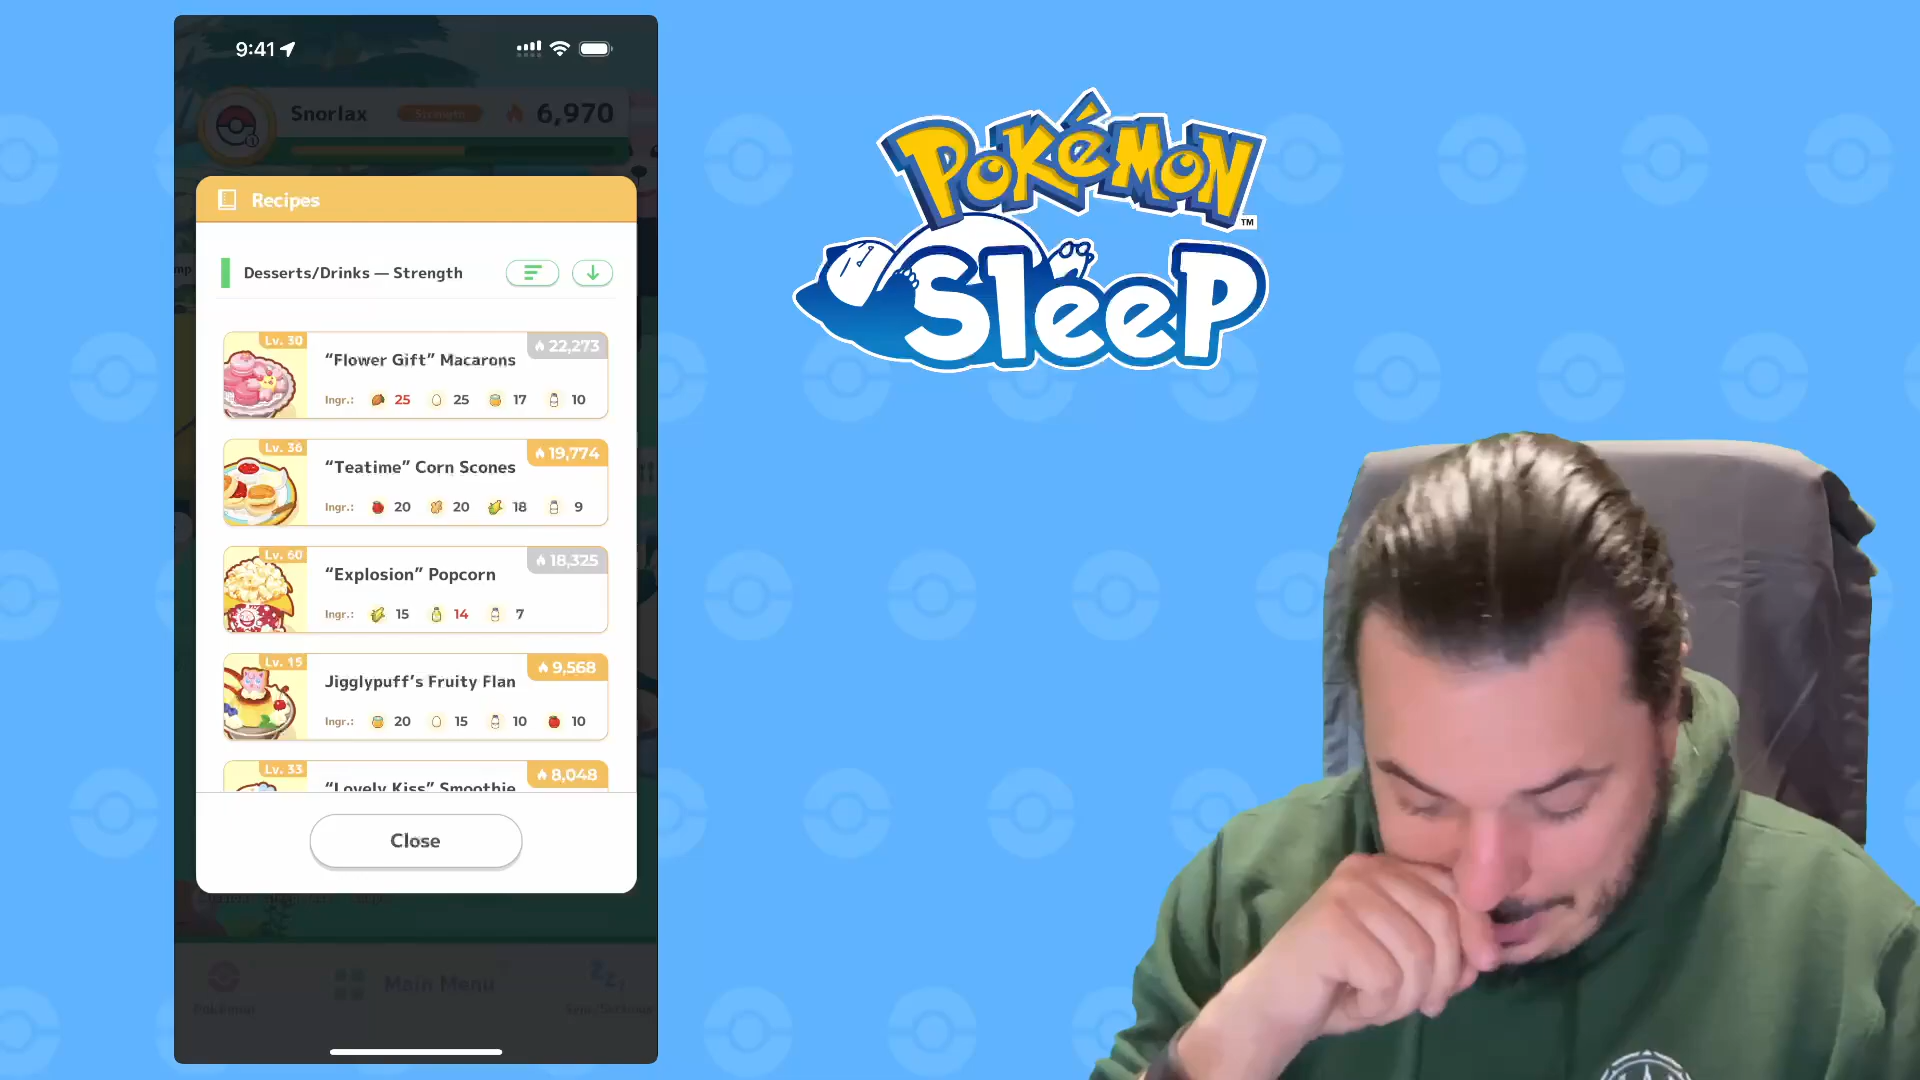 9:41
Snorlax
6,970
Recipes
Desserts/Drinks — Strength
Lv. 30
22,273
“Flower Gift” Macarons
Ingr.: 25 25 17 10
Lv. 36
19,774
“Teatime” Corn Scones
Ingr.: 20 20 18 9
Lv. 60
18,325
“Explosion” Popcorn
Ingr.: 15 14 7
Lv. 15
9,568
Jigglypuff’s Fruity Flan
Ingr.: 20 15 10 10
Lv. 33
8,048
“Lovely Kiss” Smoothie
Close
Main Menu
POKÉMON
TM
Sleep